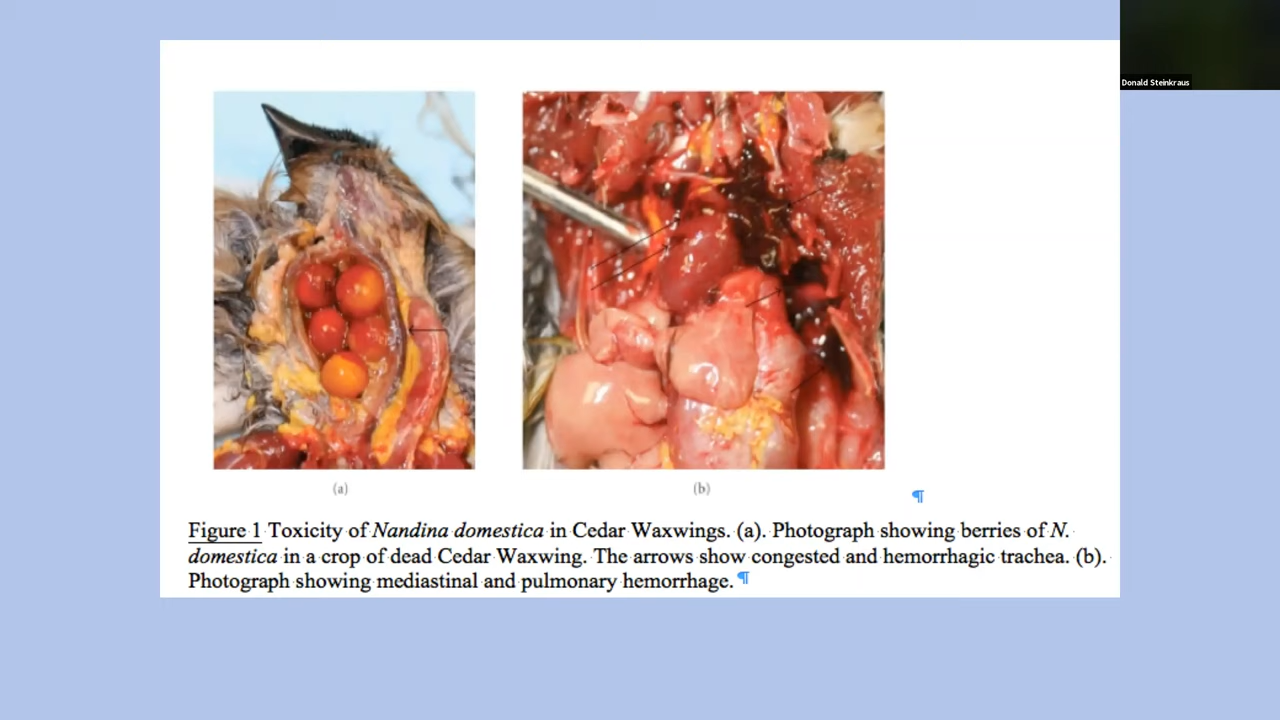 Donald Steinkraus
(a)
(b)
¶
Figure 1 Toxicity of Nandina domestica in Cedar Waxwings. (a). Photograph showing berries of N.
domestica in a crop of dead Cedar Waxwing. The arrows show congested and hemorrhagic trachea. (b).
Photograph showing mediastinal and pulmonary hemorrhage. ¶